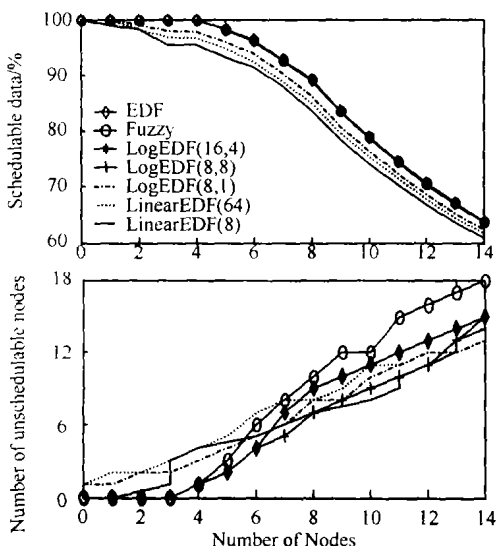 Schedulable data/%
100
90
80
70
60
EDF
Fuzzy
LogEDF(16,4)
LogEDF(8,8)
LogEDF(8,1)
LinearEDF(64)
LinearEDF(8)
0 2 4 6 8 10 12 14
Number of unschedulable nodes
18
12
6
0
0 2 4 6 8 10 12 14
Number of Nodes